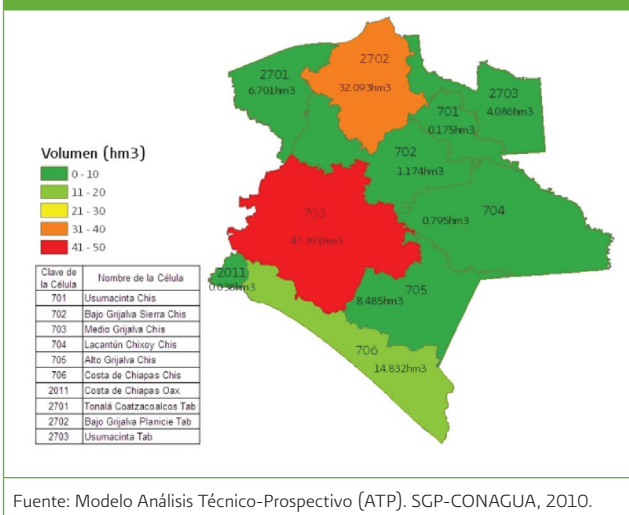 2701
6.701hm3
2702
32.093hm3
2703
4.086hm3
701
0.175hm3
702
1.174hm3
704
0.795hm3
703
2011
0.038hm3
705
8.485hm3
706
14.832hm3
Volumen (hm3)
0 - 10
11 - 20
21 - 30
31 - 40
41 - 50
Clave de la Célula Nombre de la Célula
701 Usumacinta Chis
702 Bajo Grijalva Sierra Chis
703 Medio Grijalva Chis
704 Lacantún Chixoy Chis
705 Alto Grijalva Chis
706 Costa de Chiapas Chis
2011 Costa de Chiapas Oax
2701 Tonalá Coatzacoalcos Tab
2702 Bajo Grijalva Planicie Tab
2703 Usumacinta Tab
Fuente: Modelo Análisis Técnico-Prospectivo (ATP). SGP-CONAGUA, 2010.